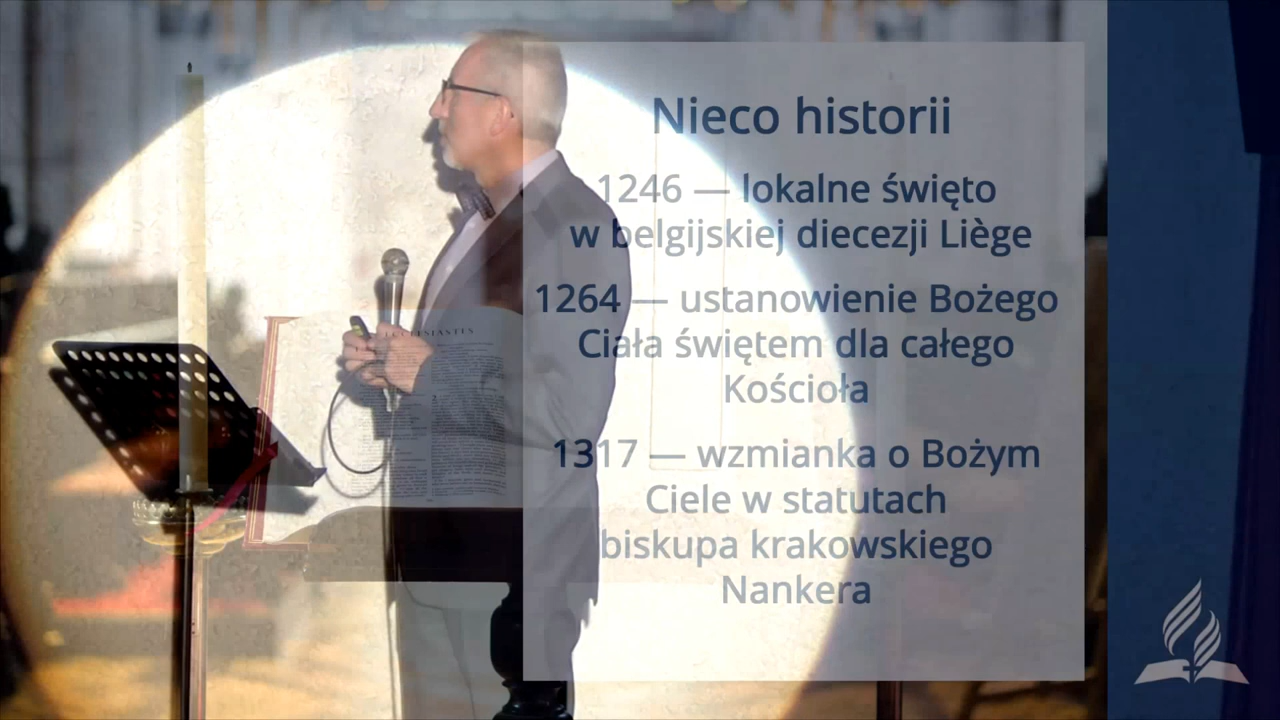 Nieco historii
1246 — lokalne święto
w belgijskiej diecezji Liège
1264 — ustanowienie Bożego
Ciała świętem dla całego
Kościoła
1317 — wzmianka o Bożym
Ciele w statutach
biskupa krakowskiego
Nankera
ECCLESIASTES